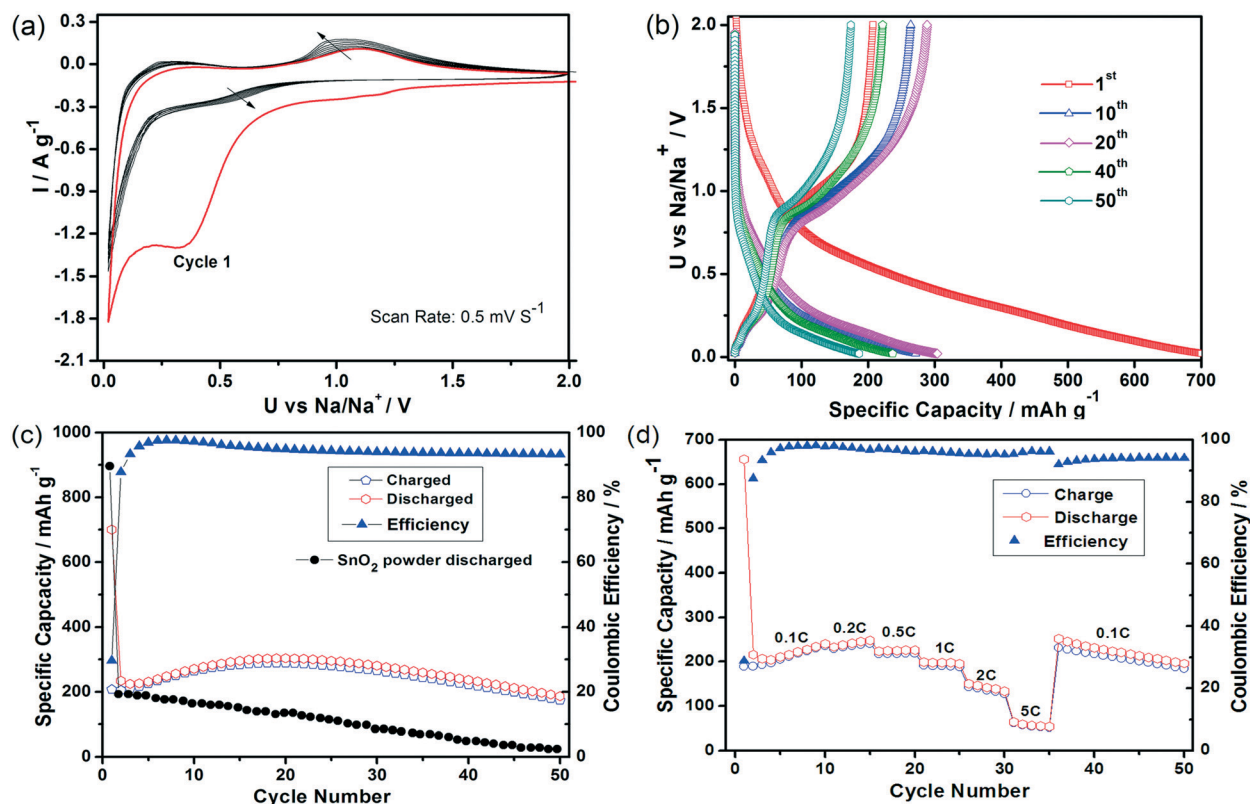 (a)
0.3
0.0
-0.3
-0.6
-0.9
-1.2
-1.5
-1.8
-2.1
I / A g⁻¹
Cycle 1
Scan Rate: 0.5 mV S⁻¹
0.0 0.5 1.0 1.5 2.0
U vs Na/Na⁺ / V
(b)
2.0
1.5
1.0
0.5
0.0
U vs Na/Na⁺ / V
1ˢᵗ
10ᵗʰ
20ᵗʰ
40ᵗʰ
50ᵗʰ
0 100 200 300 400 500 600 700
Specific Capacity / mAh g⁻¹
(c)
1000
800
600
400
200
0
Specific Capcacity / mAh g⁻¹
Charged
Discharged
Efficiency
SnO₂ powder discharged
100
80
60
40
20
0
Coulombic Efficiency / %
0 10 20 30 40 50
Cycle Number
(d)
700
600
500
400
300
200
100
0
Specific Capacity / mAh g⁻¹
Charge
Discharge
Efficiency
0.1C 0.2C 0.5C 1C 2C 5C 0.1C
100
80
60
40
20
0
Coulombic Efficiency / %
0 10 20 30 40 50
Cycle Number